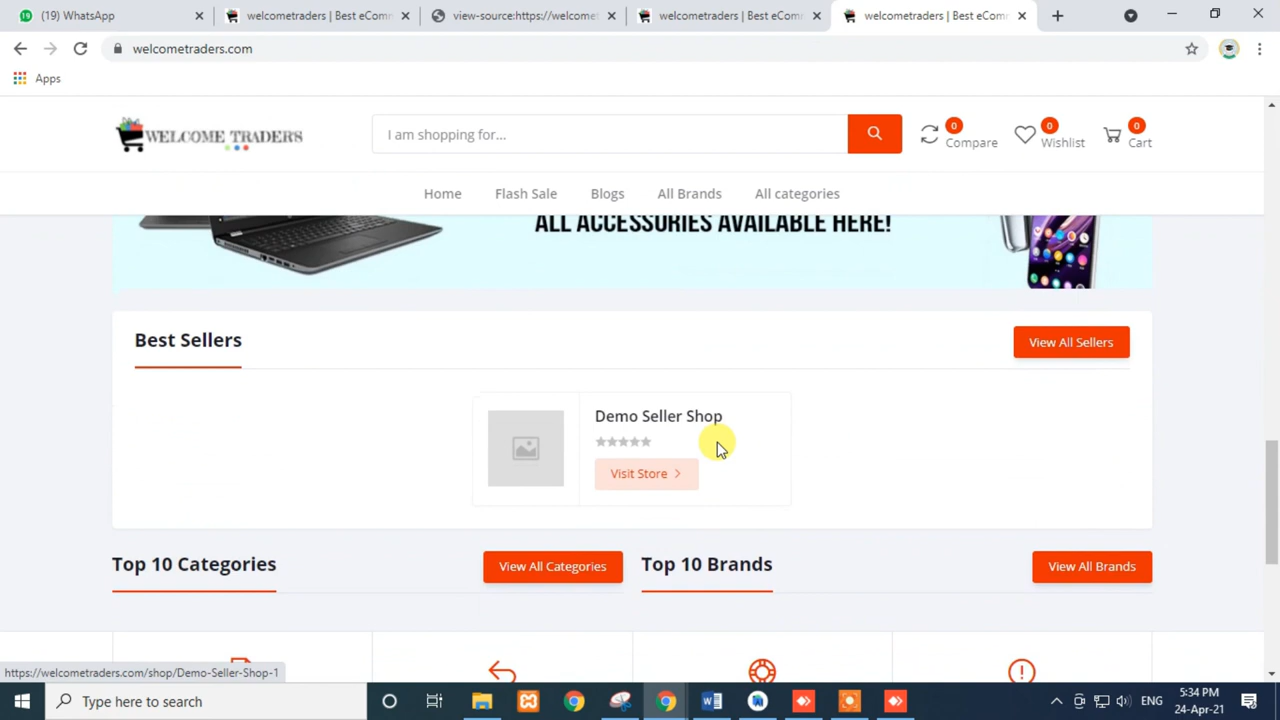 (19) WhatsApp
welcometraders | Best eComm
view-source:https://welcomet
welcometraders | Best eComm
welcometraders | Best eComm
welcometraders.com
Apps
WELCOME TRADERS
I am shopping for...
0
Compare
0
Wishlist
0
Cart
Home
Flash Sale
Blogs
All Brands
All categories
ALL ACCESSORIES AVAILABLE HERE!
Best Sellers
View All Sellers
Demo Seller Shop
Visit Store >
Top 10 Categories
View All Categories
Top 10 Brands
View All Brands
https://welcometraders.com/shop/Demo-Seller-Shop-1
Type here to search
ENG
5:34 PM
24-Apr-21